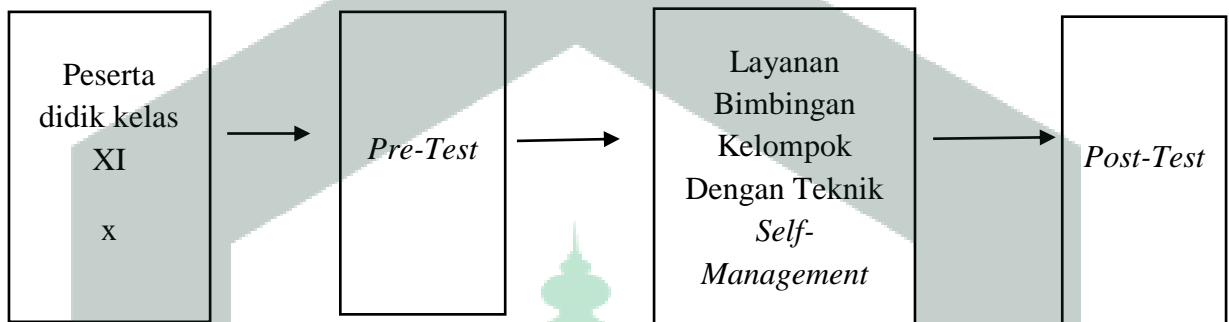 Peserta
didik kelas
XI
x
Pre-Test
Layanan
Bimbingan
Kelompok
Dengan Teknik
Self-
Management
Post-Test